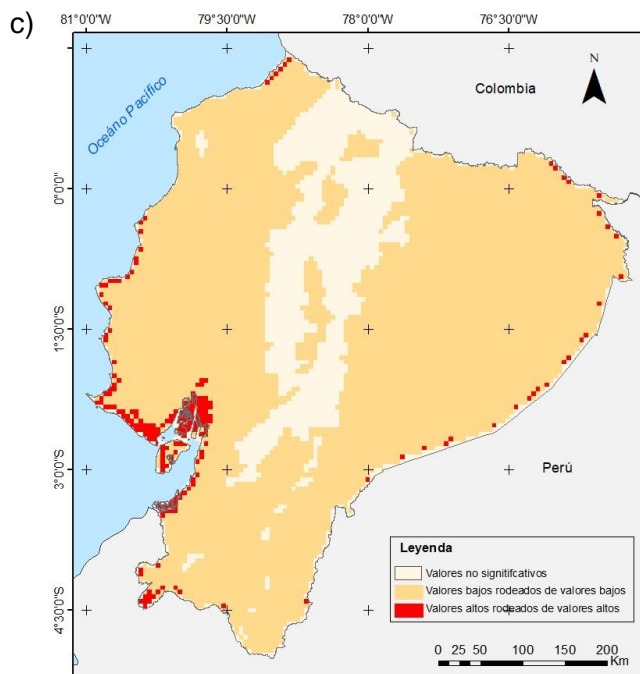 c)
81°0'0"W 79°30'0"W 78°0'0"W 76°30'0"W
N
Colombia
Océano Pacífico
0°0'0"
1°30'0"S
3°0'0"S
Perú
4°30'0"S
Leyenda
Valores no signitifcativos
Valores bajos rodeados de valores bajos
Valores altos rodeados de valores altos
0 25 50 100 150 200
Km